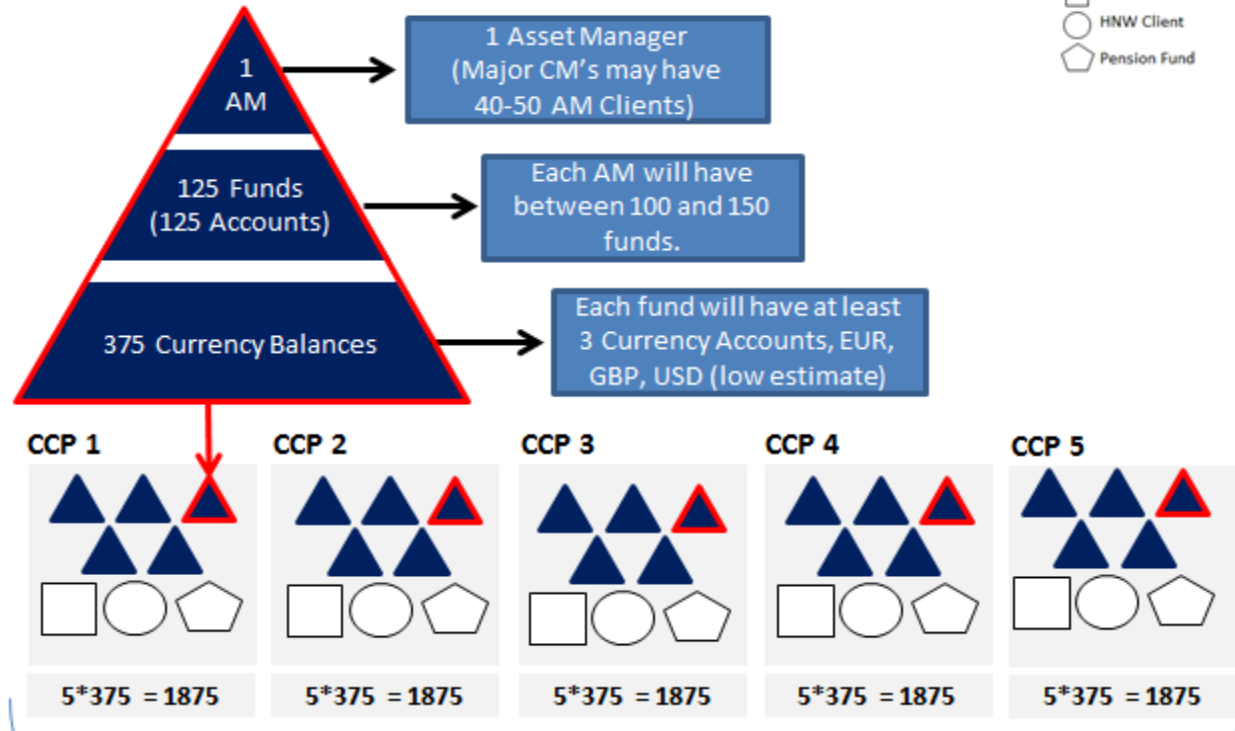 HNW Client
Pension Fund
1
AM
1 Asset Manager
(Major CM's may have
40-50 AM Clients)
125 Funds
(125 Accounts)
Each AM will have
between 100 and 150
funds.
375 Currency Balances
Each fund will have at least
3 Currency Accounts, EUR,
GBP, USD (low estimate)
CCP 1
CCP 2
CCP 3
CCP 4
CCP 5
5*375 = 1875
5*375 = 1875
5*375 = 1875
5*375 = 1875
5*375 = 1875